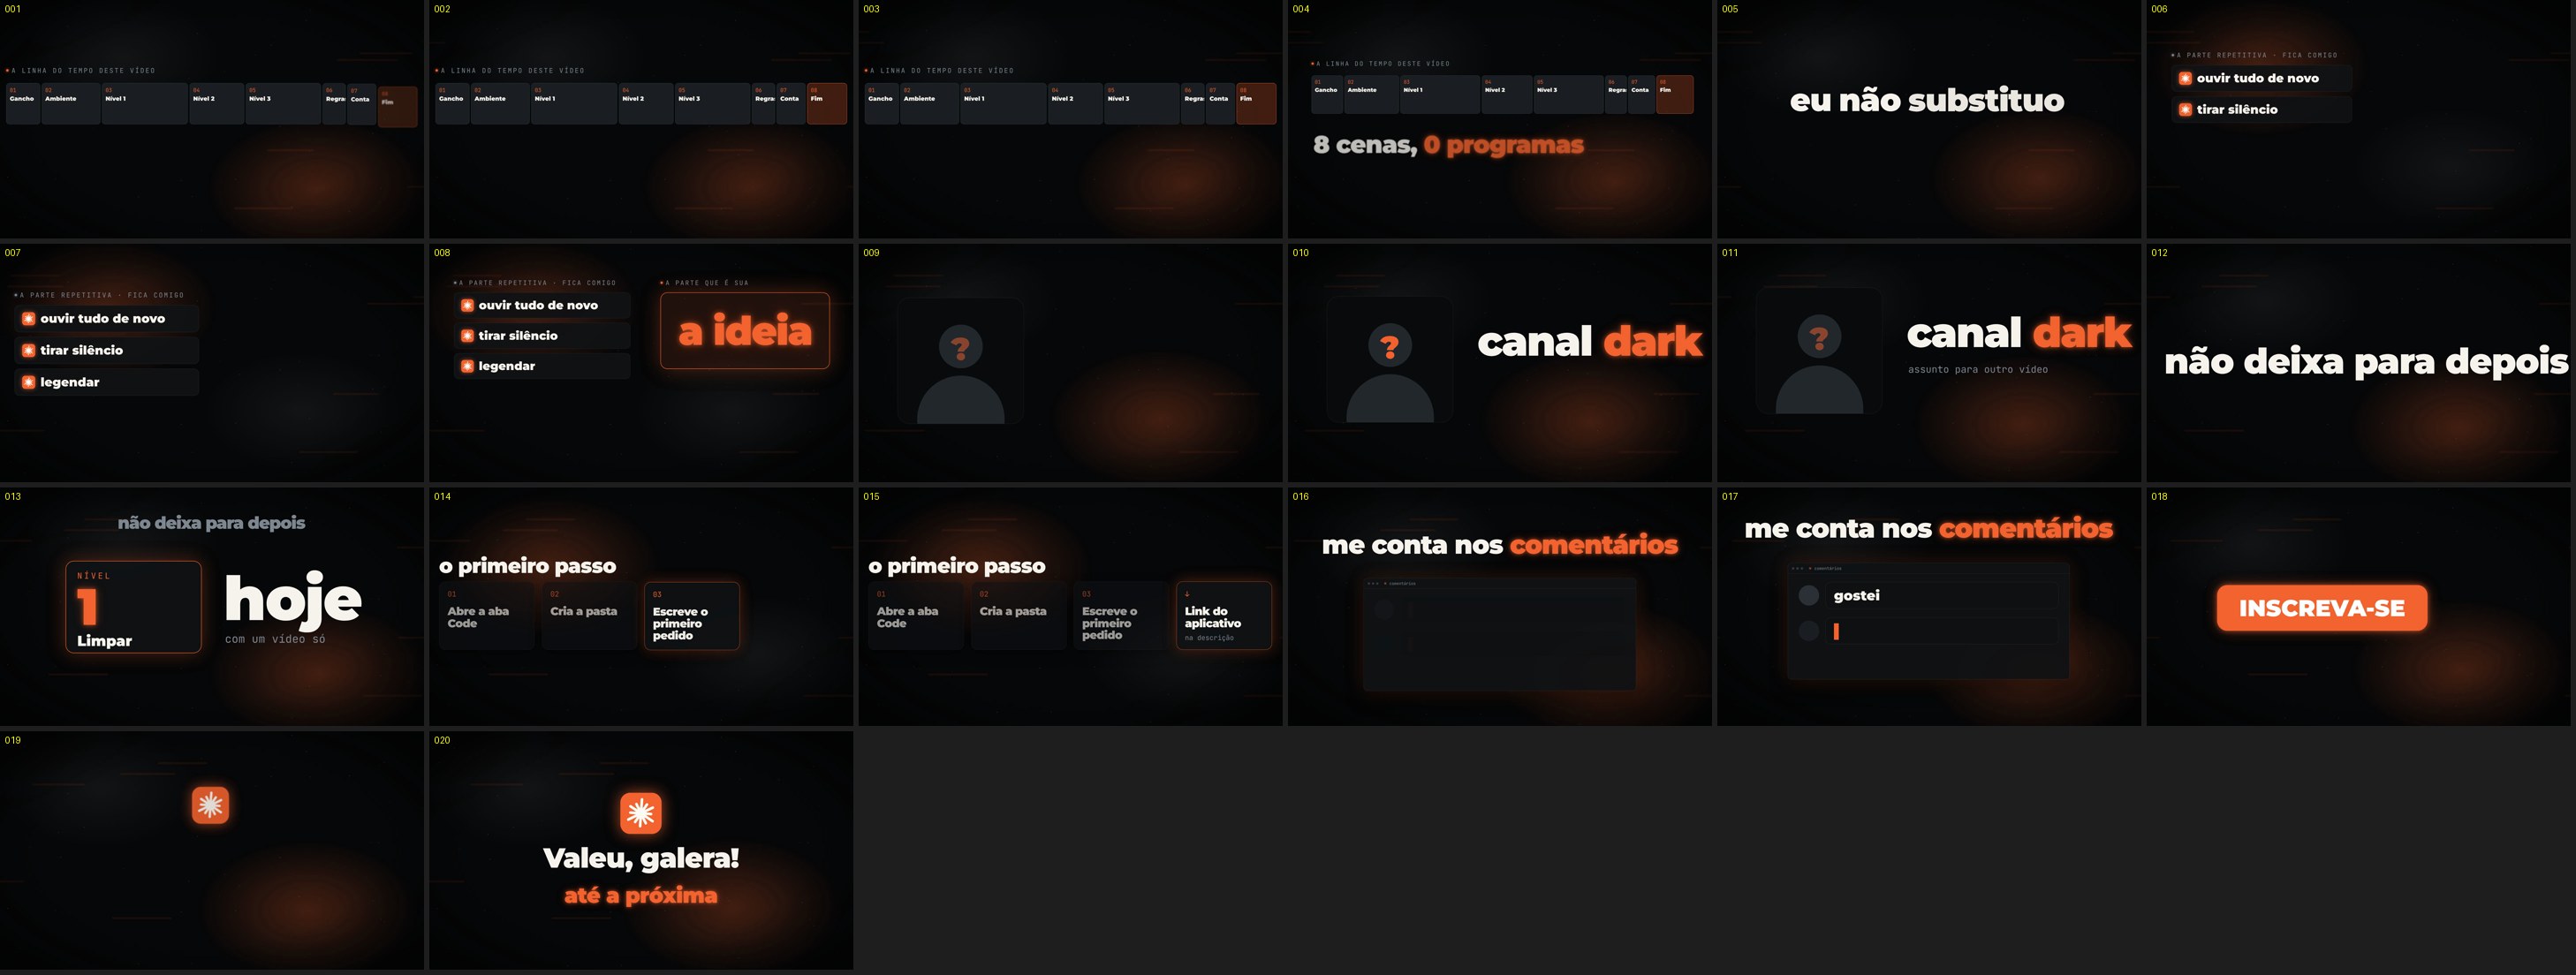 001
A LINHA DO TEMPO DESTE VÍDEO
01 02 03 04 05 06 07 08
Gancho Ambiente Nível 1 Nível 2 Nível 3 Regra Conta Fim
002
A LINHA DO TEMPO DESTE VÍDEO
01 02 03 04 05 06 07 08
Gancho Ambiente Nível 1 Nível 2 Nível 3 Regra Conta Fim
003
A LINHA DO TEMPO DESTE VÍDEO
01 02 03 04 05 06 07 08
Gancho Ambiente Nível 1 Nível 2 Nível 3 Regra Conta Fim
004
A LINHA DO TEMPO DESTE VÍDEO
01 02 03 04 05 06 07 08
Gancho Ambiente Nível 1 Nível 2 Nível 3 Regra Conta Fim
8 cenas, 0 programas
005
eu não substituo
006
A PARTE REPETITIVA · FICA COMIGO
ouvir tudo de novo
tirar silêncio
007
A PARTE REPETITIVA · FICA COMIGO
ouvir tudo de novo
tirar silêncio
legendar
008
A PARTE REPETITIVA · FICA COMIGO
ouvir tudo de novo
tirar silêncio
legendar
A PARTE QUE É SUA
a ideia
009
?
010
?
canal dark
011
?
canal dark
assunto para outro vídeo
012
não deixa para depois
013
não deixa para depois
NÍVEL
1
Limpar
hoje
com um vídeo só
014
o primeiro passo
01
Abre a aba
Code
02
Cria a pasta
03
Escreve o
primeiro
pedido
015
o primeiro passo
01
Abre a aba
Code
02
Cria a pasta
03
Escreve o
primeiro
pedido
↓
Link do
aplicativo
na descrição
016
me conta nos comentários
comentários
017
me conta nos comentários
comentários
gostei
018
INSCREVA-SE
019
020
Valeu, galera!
até a próxima